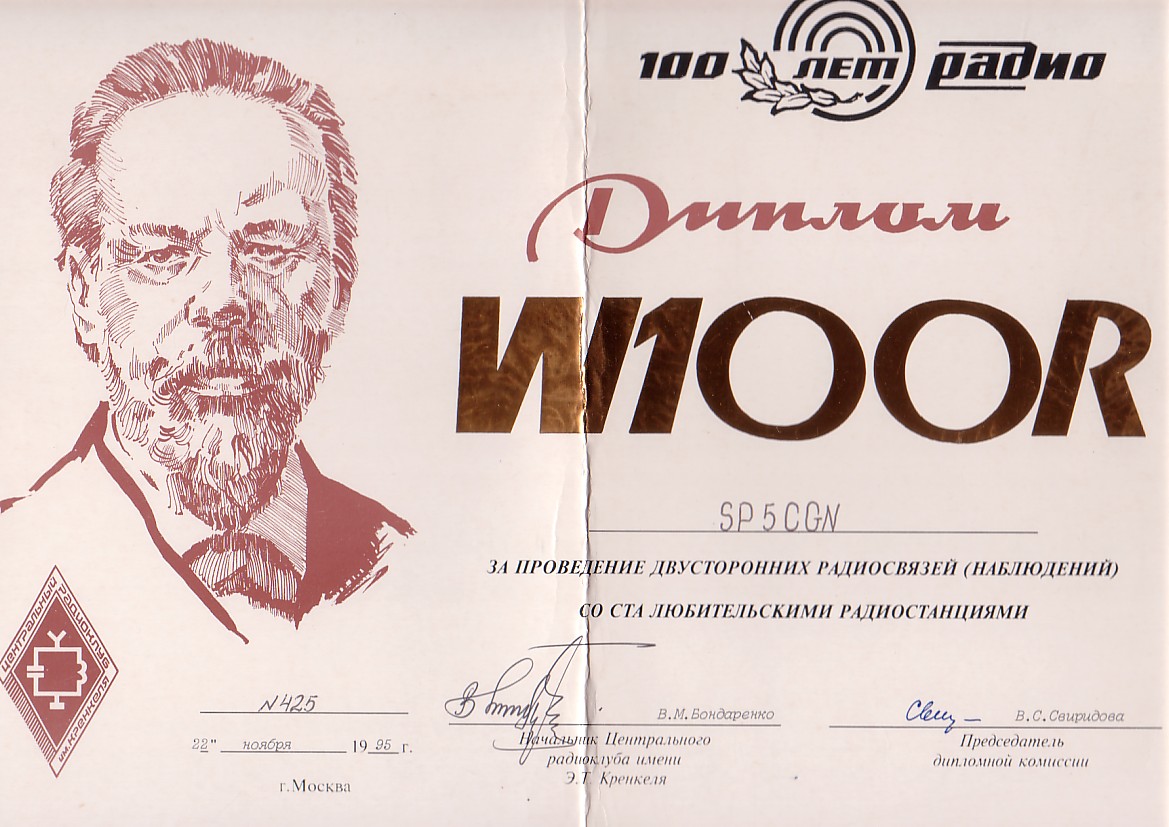 100 ЛЕТ РАДИО
Диплом
W100R
SP5CGN
ЗА ПРОВЕДЕНИЕ ДВУСТОРОННИХ РАДИОСВЯЗЕЙ (НАБЛЮДЕНИЙ)
СО СТА ЛЮБИТЕЛЬСКИМИ РАДИОСТАНЦИЯМИ
ЦЕНТРАЛЬНЫЙ РАДИОКЛУБ
им. Кренкеля
N425
22" ноября 1995 г.
г.Москва
В.М.Бондаренко
Начальник Центрального
радиоклуба имени
Э.Т. Кренкеля
В.С.Свиридова
Председатель
дипломной комиссии